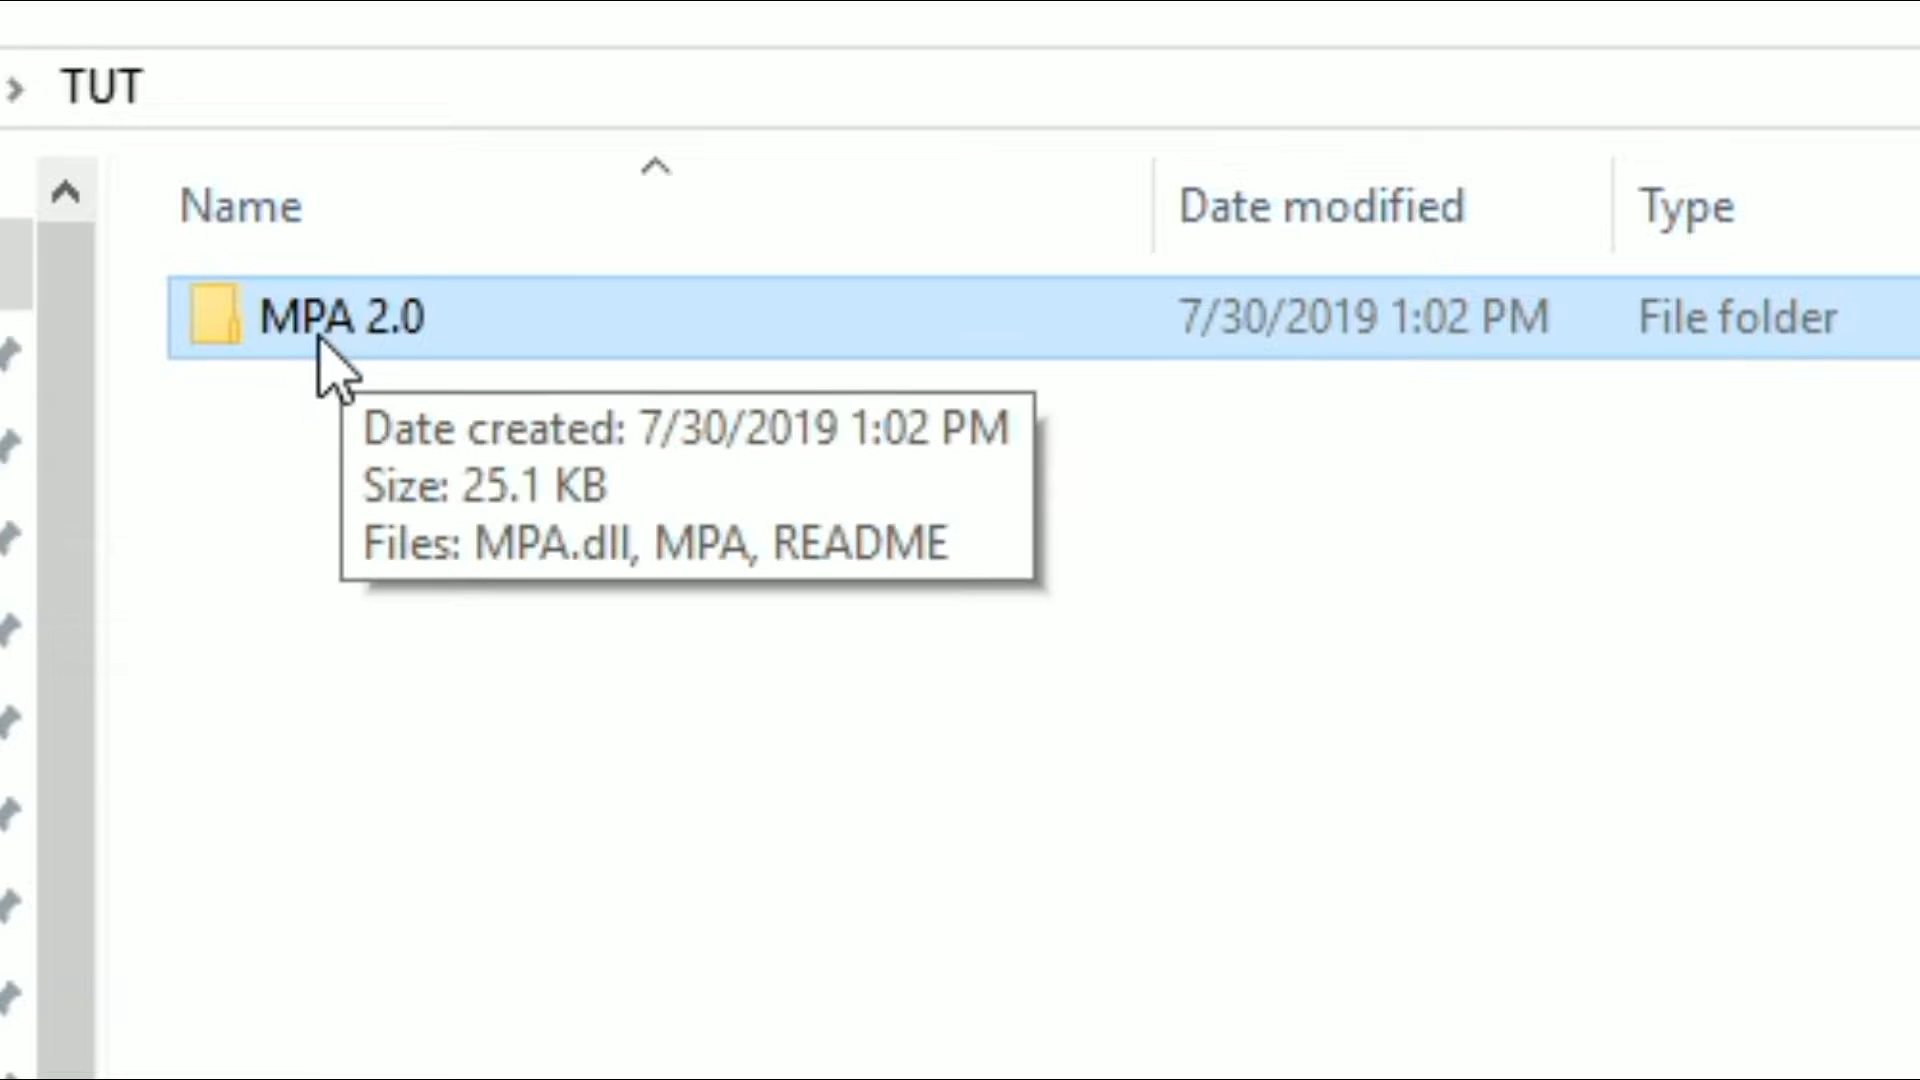 TUT
Name Date modified Type
MPA 2.0 7/30/2019 1:02 PM File folder
Date created: 7/30/2019 1:02 PM
Size: 25.1 KB
Files: MPA.dll, MPA, README